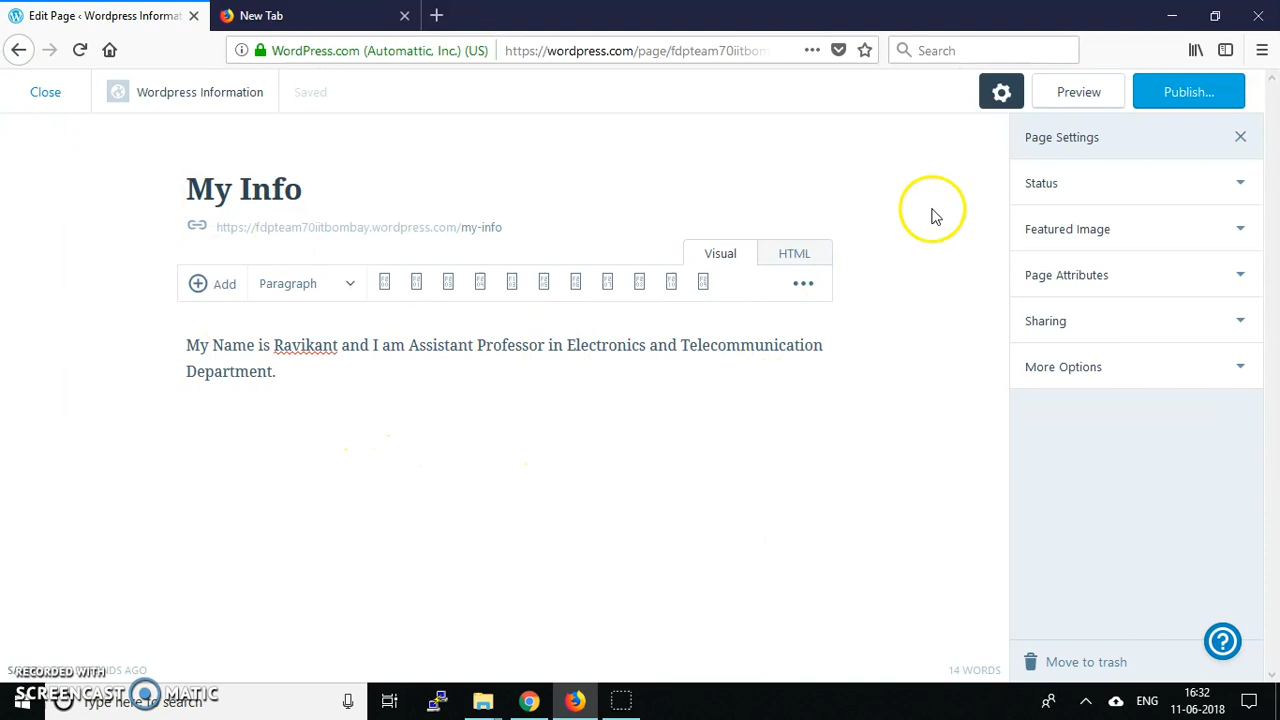 Edit Page ‹ Wordpress Informat
New Tab
WordPress.com (Automattic, Inc.) (US)
https://wordpress.com/page/fdpteam70iitbom
Search
Close
Wordpress Information
Saved
Preview
Publish...
Page Settings
My Info
Status
https://fdpteam70iitbombay.wordpress.com/my-info
Featured Image
Visual
HTML
Add
Paragraph
Page Attributes
Sharing
My Name is Ravikant and I am Assistant Professor in Electronics and Telecommunication
Department.
More Options
AGO
14 WORDS
Move to trash
RECORDED WITH
SCREENCAST MATIC
Type here to search
ENG
16:32
11-06-2018